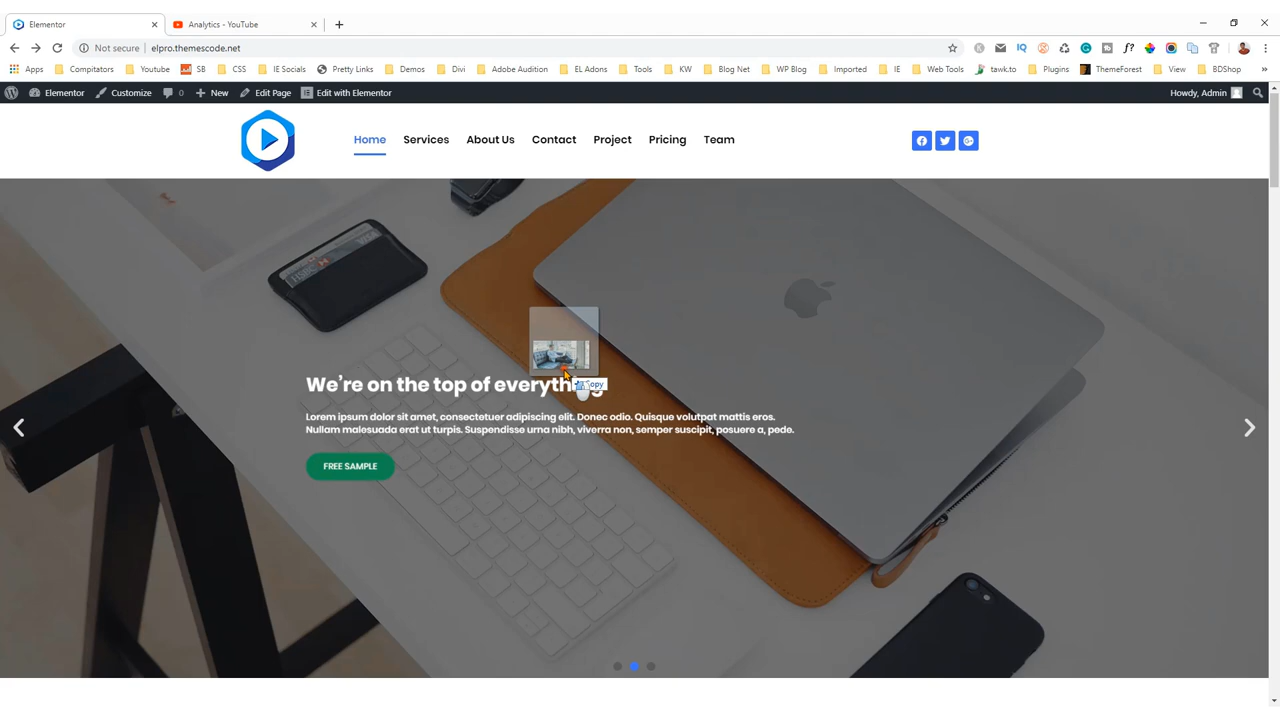 Elementor
Analytics - YouTube
Not secure | elpro.themescode.net
Apps Compitators Youtube SB CSS IE Socials Pretty Links Demos Divi Adobe Audition EL Adons Tools KW Blog Net WP Blog Imported IE Web Tools tawk.to Plugins ThemeForest View BDShop »
Elementor Customize 0 New Edit Page Edit with Elementor Howdy, Admin
Home Services About Us Contact Project Pricing Team
We're on the top of everything
Lorem ipsum dolor sit amet, consectetuer adipiscing elit. Donec odio. Quisque volutpat mattis eros.
Nullam malesuada erat ut turpis. Suspendisse urna nibh, viverra non, semper suscipit, posuere a, pede.
FREE SAMPLE